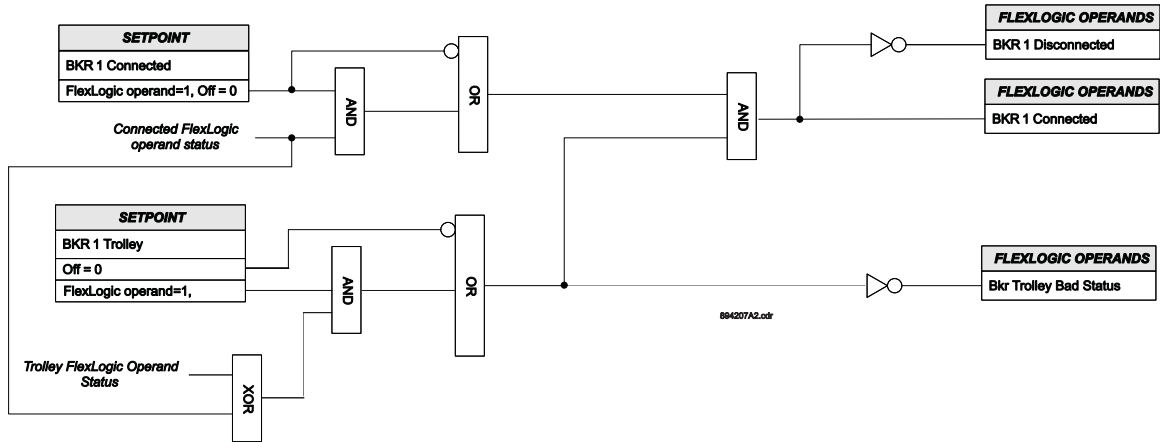 SETPOINT
BKR 1 Connected
FlexLogic operand=1, Off = 0
Connected FlexLogic
operand status
AND
OR
AND
FLEXLOGIC OPERANDS
BKR 1 Disconnected
FLEXLOGIC OPERANDS
BKR 1 Connected
SETPOINT
BKR 1 Trolley
Off = 0
FlexLogic operand=1,
AND
OR
FLEXLOGIC OPERANDS
Bkr Trolley Bad Status
894207A2.cdr
Trolley FlexLogic Operand
Status
XOR